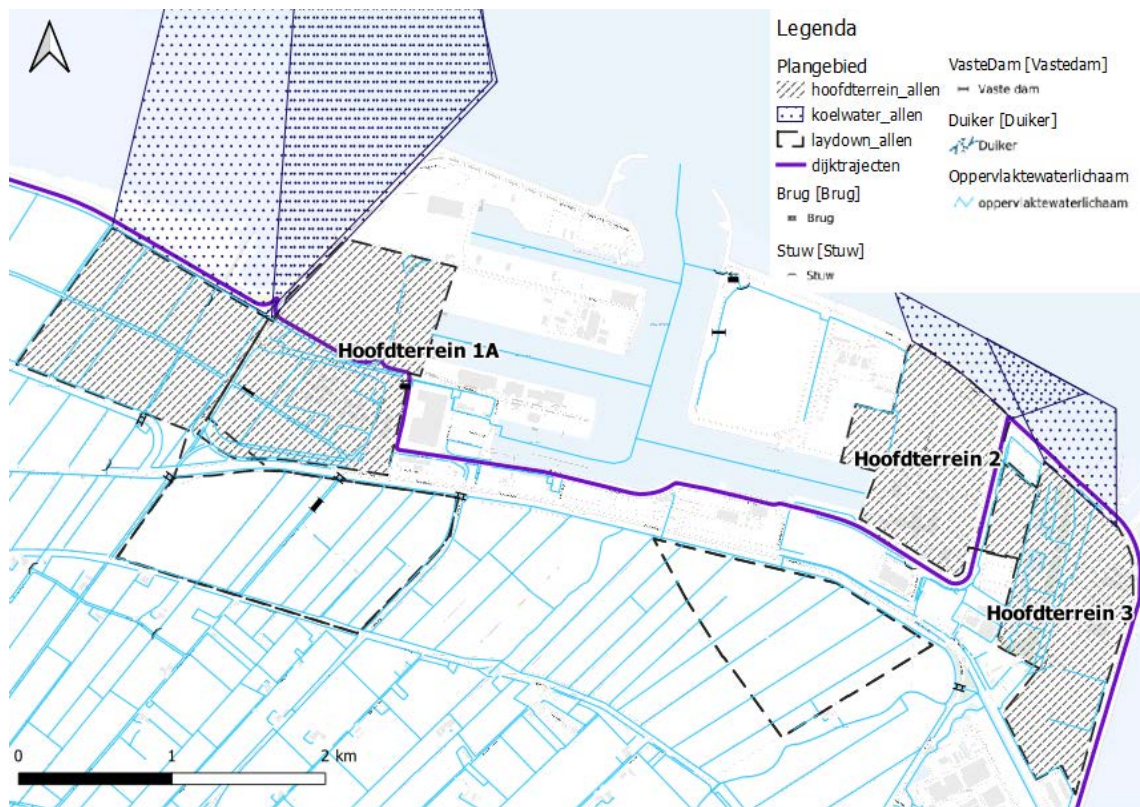 Legenda
Plangebied
hoofdterrein_allen
koelwater_allen
laydown_allen
dijktrajecten
Brug [Brug]
Brug
Stuw [Stuw]
Stuw
VasteDam [Vastedam]
Vaste dam
Duiker [Duiker]
Duiker
Oppervlaktewaterlichaam
oppervlaktewaterlichaam
Hoofdterrein 1A
Hoofdterrein 2
Hoofdterrein 3
0 1 2 km